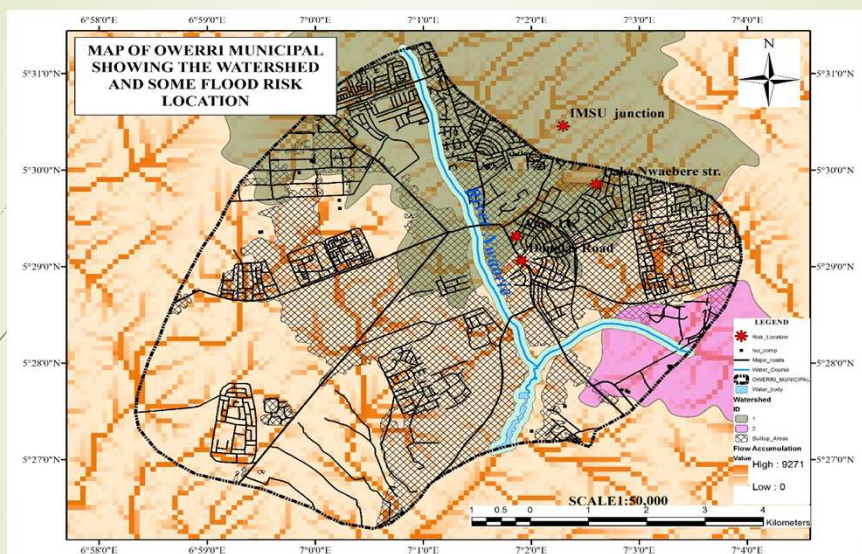 6°58'0"E 6°59'0"E 7°0'0"E 7°1'0"E 7°2'0"E 7°3'0"E 7°4'0"E
MAP OF OWERRI MUNICIPAL
SHOWING THE WATERSHED
AND SOME FLOOD RISK
LOCATION
N
5°31'0"N 5°31'0"N
IMSU junction
5°30'0"N 5°30'0"N
Nwaebere str.
5°29'0"N 5°29'0"N
Road
5°28'0"N 5°28'0"N
5°27'0"N 5°27'0"N
LEGEND
Risk_Location
Major_roads
Water_Course
OWERRI_MUNICIPAL
Water_body
Watershed
ID
1
2
Builtup_Areas
Flow Accumulation
Value
High : 9271
Low : 0
SCALE1:50,000
1 0.5 0 1 2 3 4
Kilometers
6°58'0"E 6°59'0"E 7°0'0"E 7°1'0"E 7°2'0"E 7°3'0"E 7°4'0"E